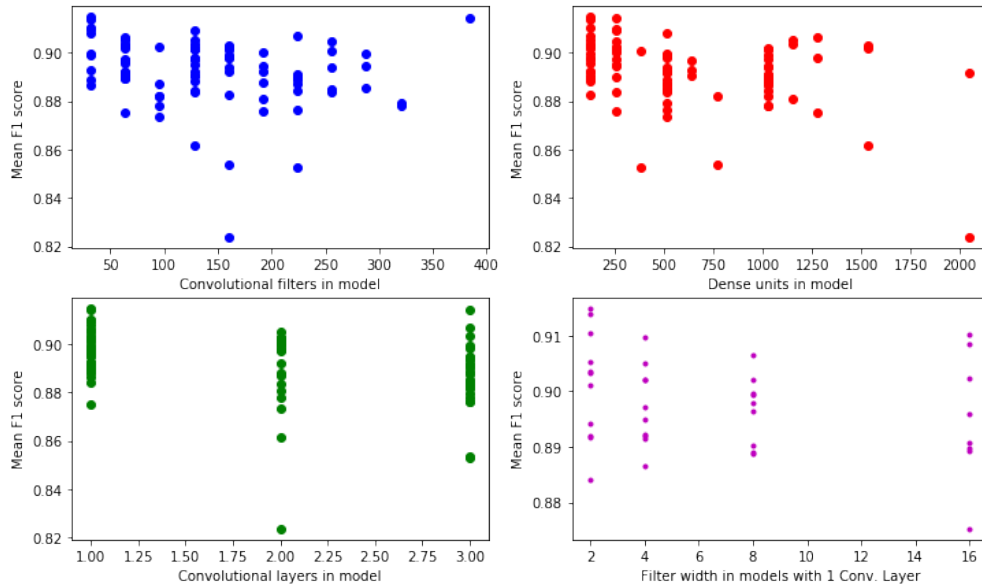 0.90
0.88
0.86
0.84
0.82
Mean F1 score
50 100 150 200 250 300 350 400
Convolutional filters in model
0.90
0.88
0.86
0.84
0.82
Mean F1 score
250 500 750 1000 1250 1500 1750 2000
Dense units in model
0.90
0.88
0.86
0.84
0.82
Mean F1 score
1.00 1.25 1.50 1.75 2.00 2.25 2.50 2.75 3.00
Convolutional layers in model
0.91
0.90
0.89
0.88
Mean F1 score
2 4 6 8 10 12 14 16
Filter width in models with 1 Conv. Layer